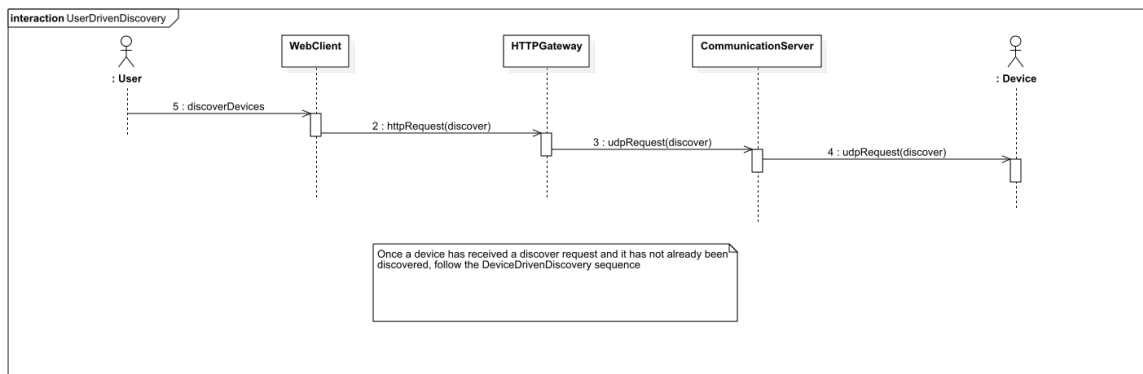 interaction UserDrivenDiscovery
WebClient
HTTPGateway
CommunicationServer
: User
: Device
5 : discoverDevices
2 : httpRequest(discover)
3 : udpRequest(discover)
4 : udpRequest(discover)
Once a device has received a discover request and it has not already been
discovered, follow the DeviceDrivenDiscovery sequence